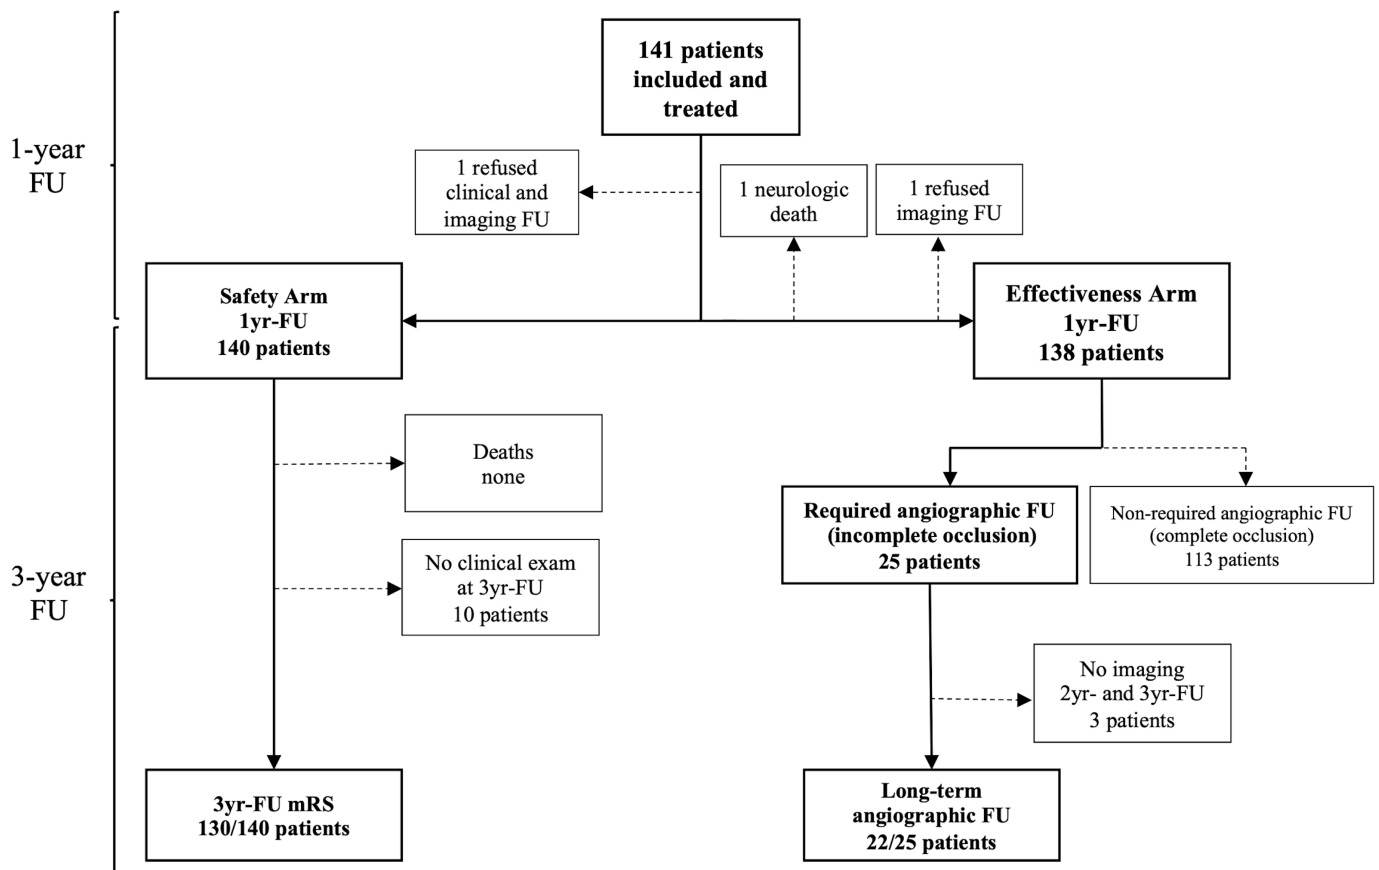 141 patients
included and
treated
1-year
FU
1 refused
clinical and
imaging FU
1 neurologic
death
1 refused
imaging FU
Safety Arm
1yr-FU
140 patients
Effectiveness Arm
1yr-FU
138 patients
3-year
FU
Deaths
none
No clinical exam
at 3yr-FU
10 patients
Required angiographic FU
(incomplete occlusion)
25 patients
Non-required angiographic FU
(complete occlusion)
113 patients
No imaging
2yr- and 3yr-FU
3 patients
3yr-FU mRS
130/140 patients
Long-term
angiographic FU
22/25 patients